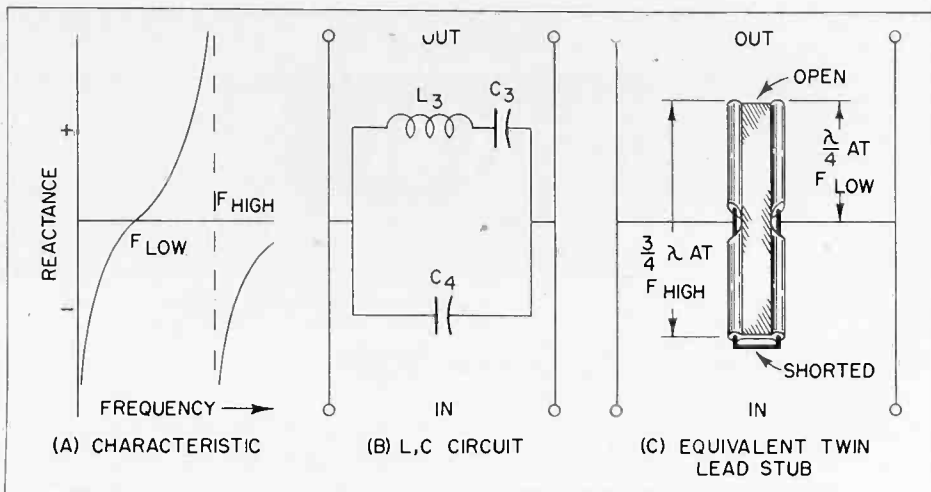 +
REACTANCE
−
F HIGH
F LOW
FREQUENCY
(A) CHARACTERISTIC
OUT
L3
C3
C4
IN
(B) L,C CIRCUIT
OUT
OPEN
λ/4 AT
F LOW
3/4 λ AT
F HIGH
SHORTED
IN
(C) EQUIVALENT TWIN
LEAD STUB